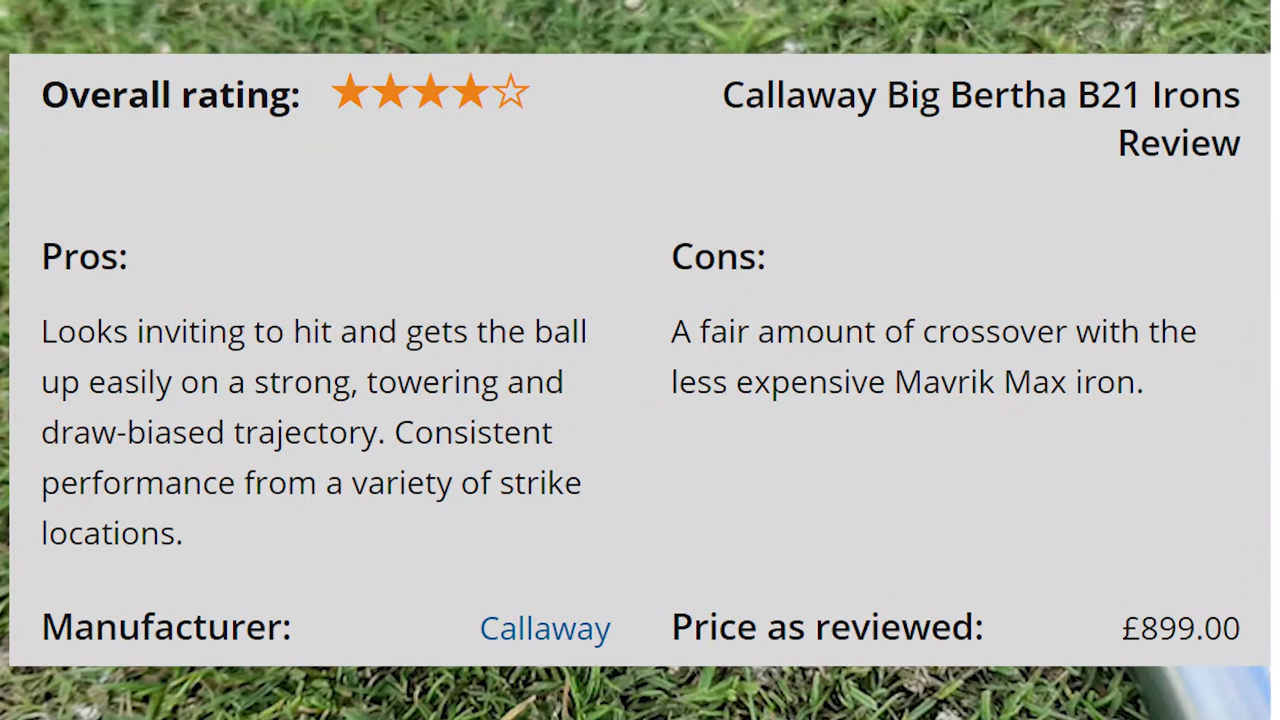 Overall rating: ★★★★☆
Callaway Big Bertha B21 Irons
Review
Pros:
Looks inviting to hit and gets the ball
up easily on a strong, towering and
draw-biased trajectory. Consistent
performance from a variety of strike
locations.
Cons:
A fair amount of crossover with the
less expensive Mavrik Max iron.
Manufacturer: Callaway
Price as reviewed: £899.00